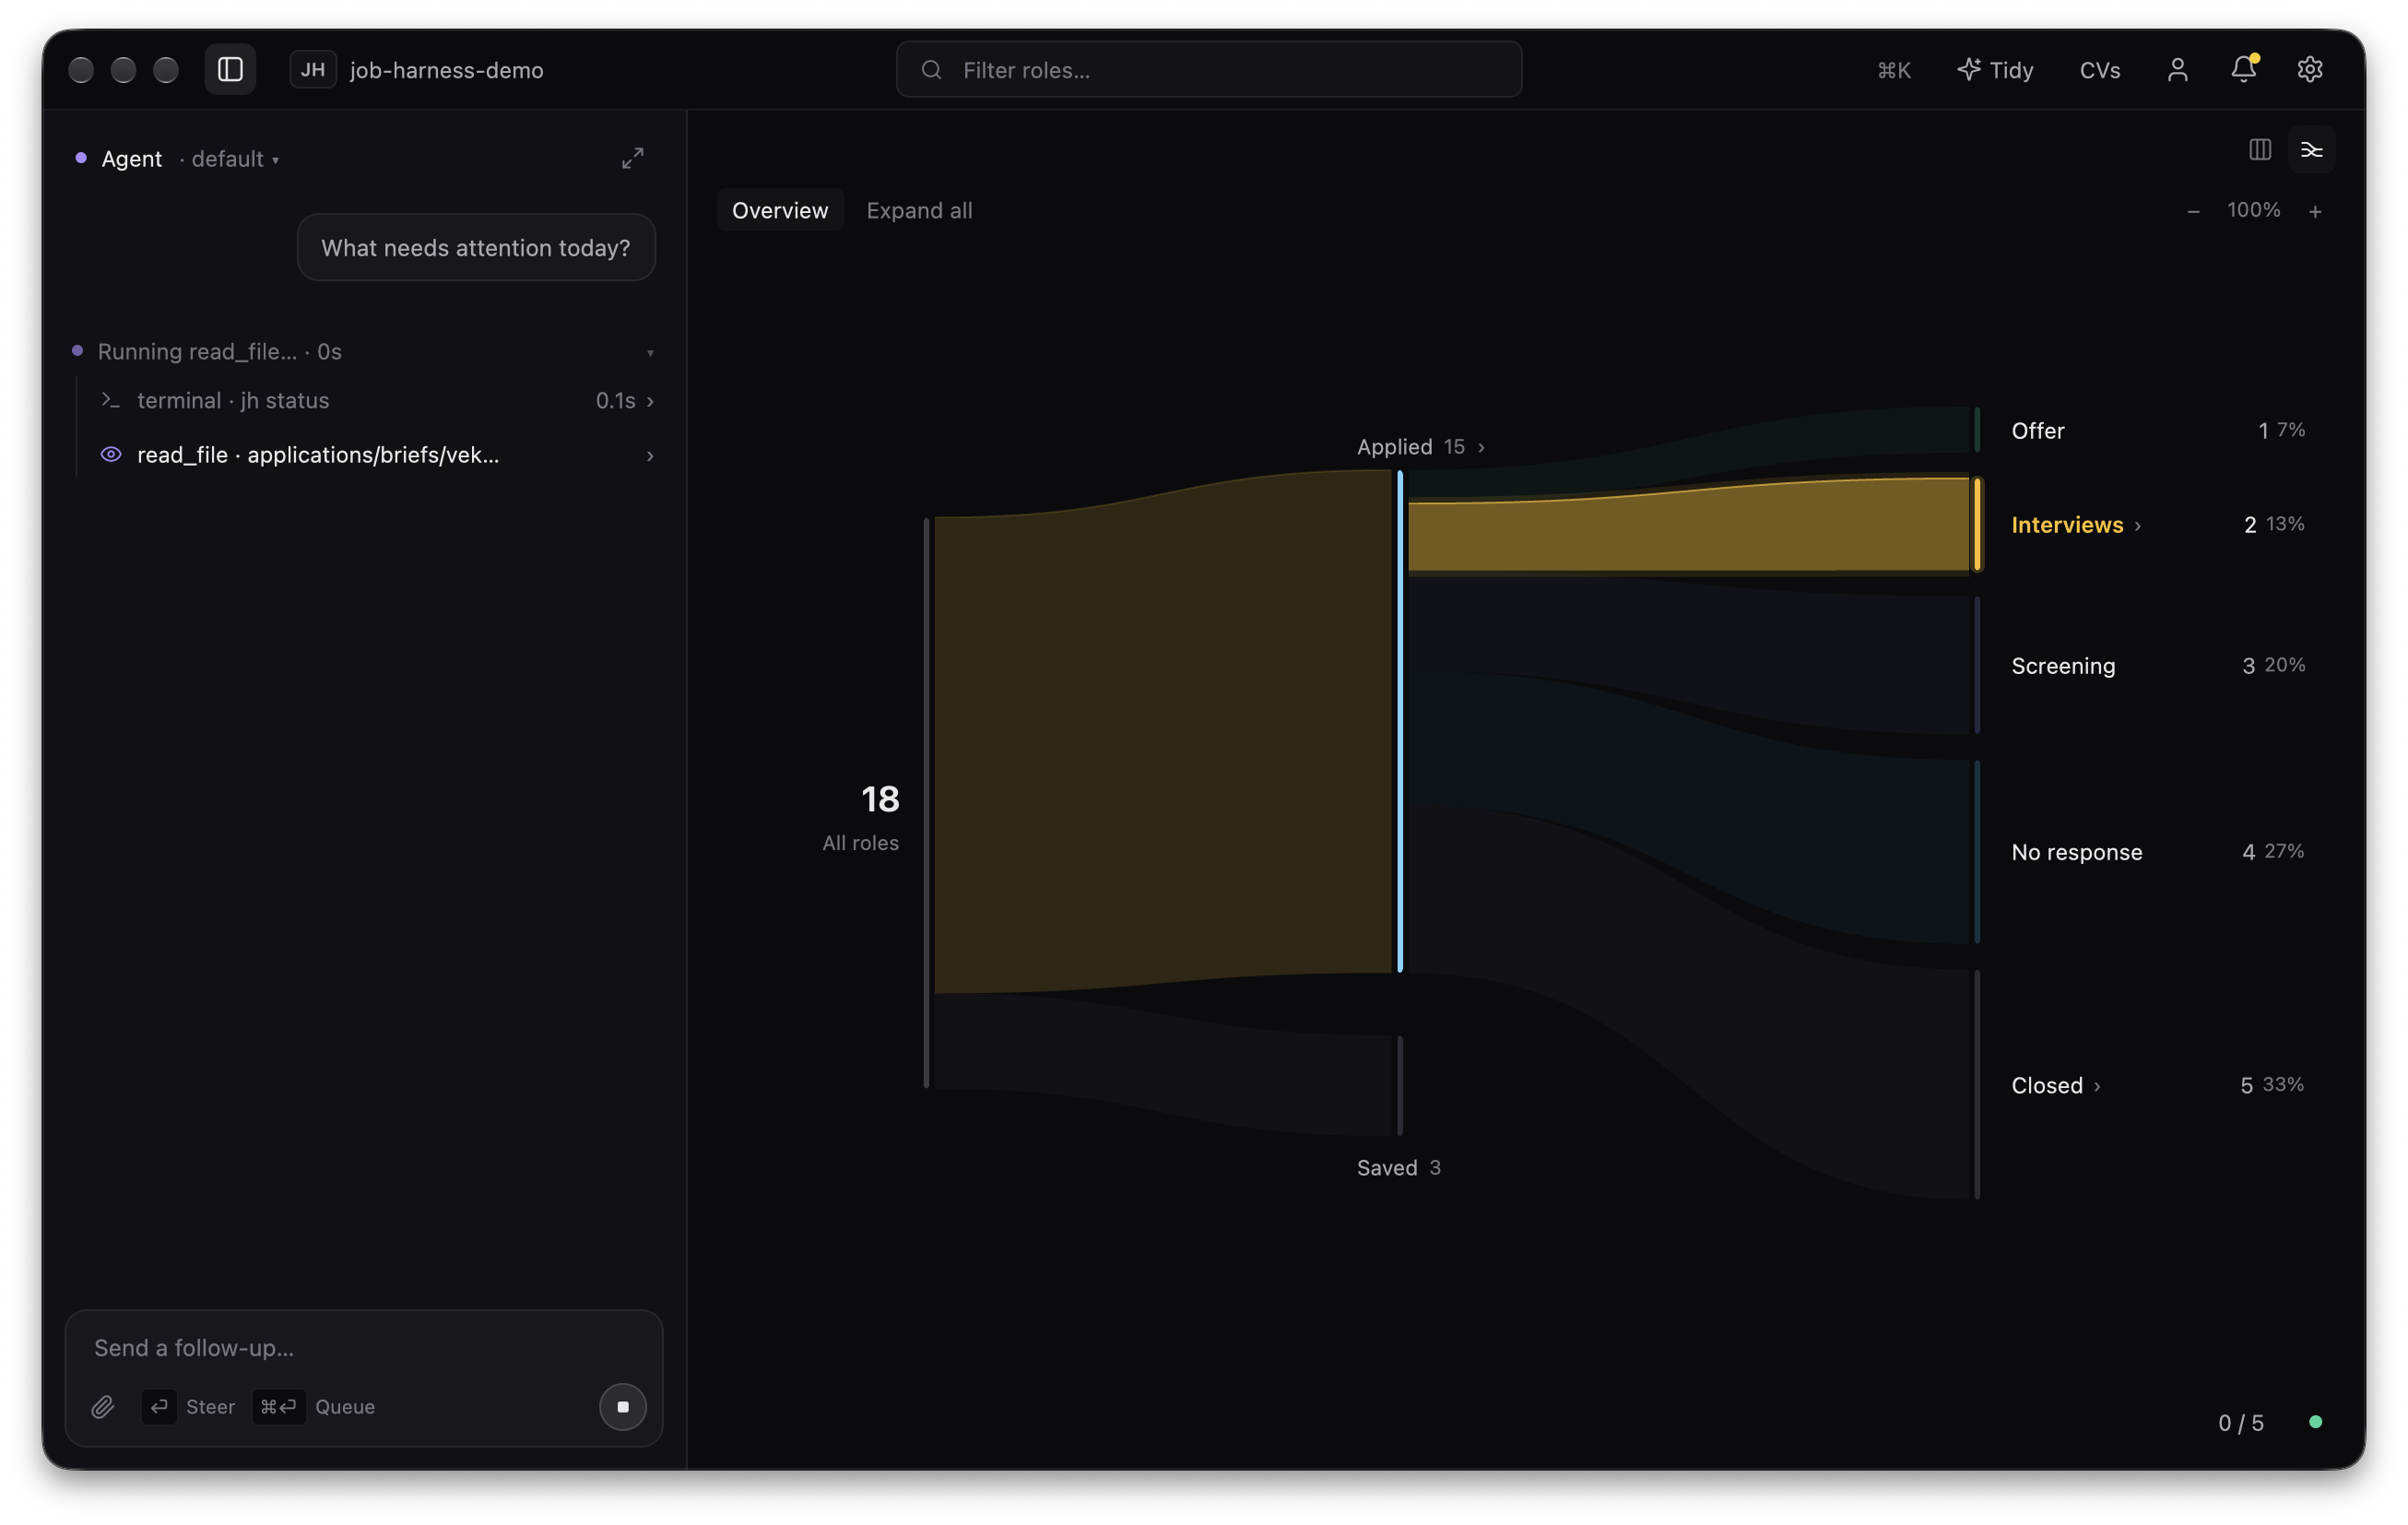 JH job-harness-demo
Filter roles...
⌘K Tidy CVs
Agent · default ▾
What needs attention today?
Running read_file... · 0s
terminal · jh status 0.1s ›
read_file · applications/briefs/vek... ›
Send a follow-up...
Steer ⌘ Queue
Overview Expand all
− 100% +
18
All roles
Applied 15 ›
Saved 3
Offer 1 7%
Interviews › 2 13%
Screening 3 20%
No response 4 27%
Closed › 5 33%
0 / 5